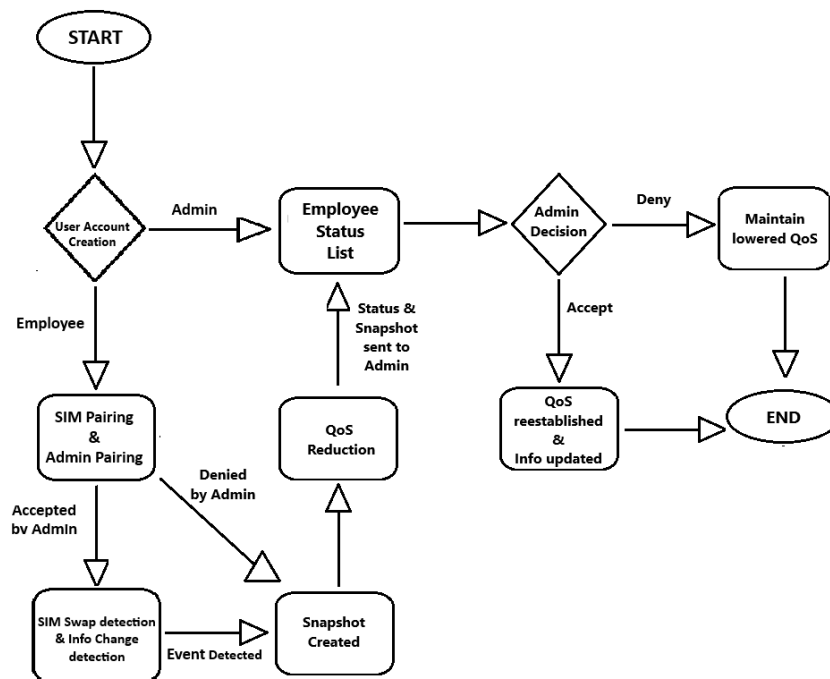 START
User Account
Creation
Admin
Employee
Status
List
Admin
Decision
Deny
Maintain
lowered QoS
Employee
Status &
Snapshot
sent to
Admin
Accept
SIM Pairing
&
Admin Pairing
QoS
Reduction
QoS
reestablished
&
Info updated
END
Denied
by Admin
Accepted
by Admin
SIM Swap detection
& Info Change
detection
Event Detected
Snapshot
Created